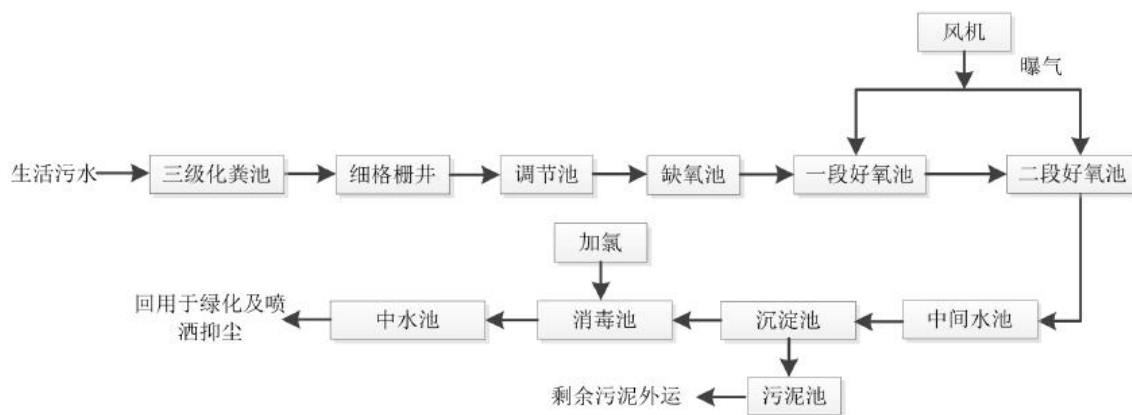 风机
曝气
生活污水
三级化粪池
细格栅井
调节池
缺氧池
一段好氧池
二段好氧池
加氯
回用于绿化及喷
洒抑尘
中水池
消毒池
沉淀池
中间水池
剩余污泥外运
污泥池